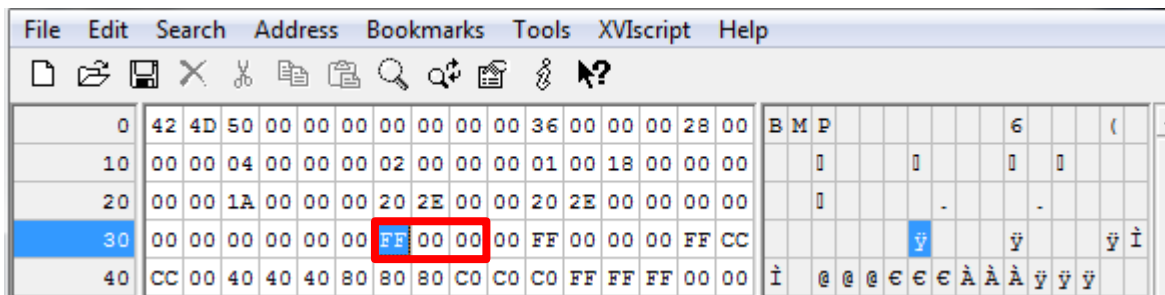 File Edit Search Address Bookmarks Tools XVIscript Help
0 42 4D 50 00 00 00 00 00 00 00 36 00 00 00 28 00 B M P 6 (
10 00 00 04 00 00 00 02 00 00 00 01 00 18 00 00 00
20 00 00 1A 00 00 00 20 2E 00 00 20 2E 00 00 00 00 . .
30 00 00 00 00 00 00 FF 00 00 00 FF 00 00 00 FF CC ÿ ÿ ÿ Ì
40 CC 00 40 40 40 80 80 80 C0 C0 C0 FF FF FF 00 00 Ì @ @ @ € € € À À À ÿ ÿ ÿ